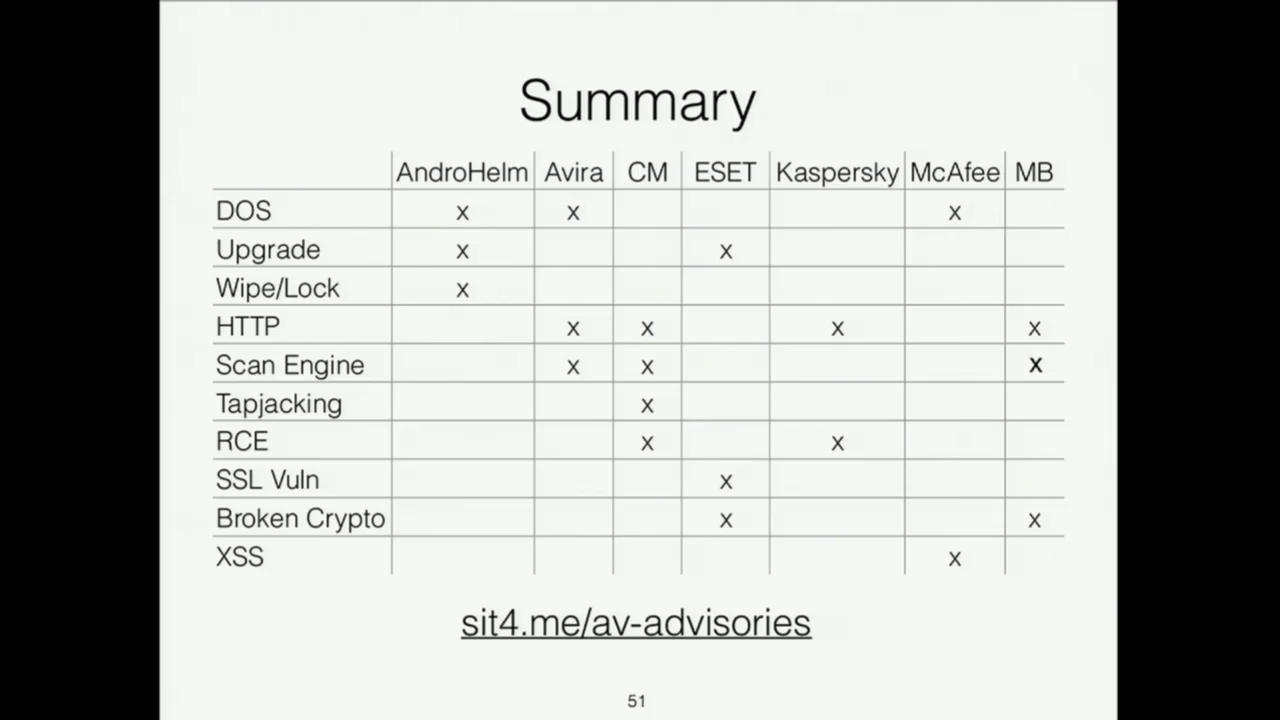 Summary
AndroHelm Avira CM ESET Kaspersky McAfee MB
DOS x x x
Upgrade x x
Wipe/Lock x
HTTP x x x x
Scan Engine x x x
Tapjacking x
RCE x x
SSL Vuln x
Broken Crypto x x
XSS x
sit4.me/av-advisories
51